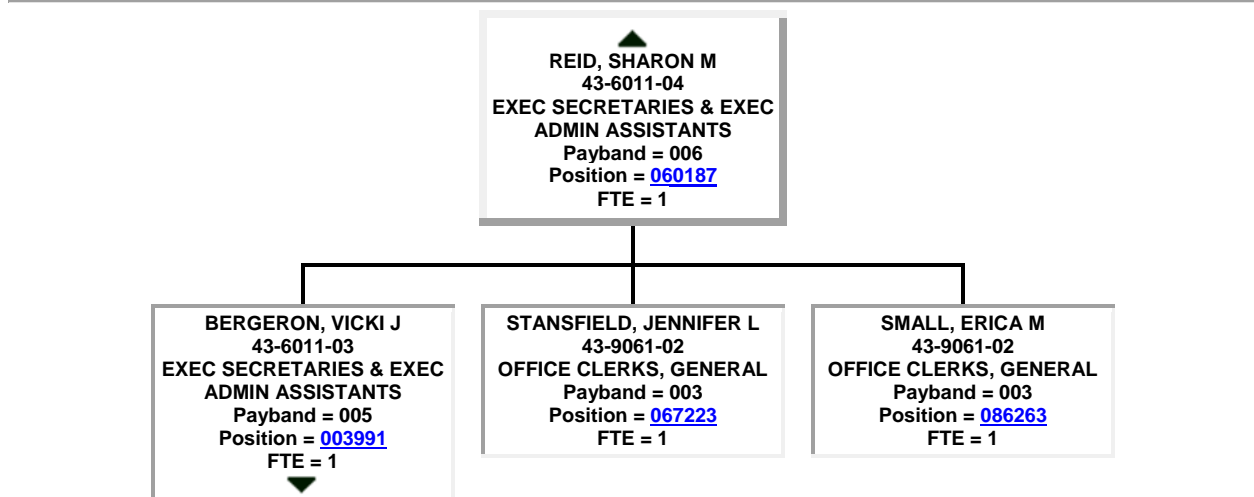 REID, SHARON M
43-6011-04
EXEC SECRETARIES & EXEC
ADMIN ASSISTANTS
Payband = 006
Position = 060187
FTE = 1
BERGERON, VICKI J
43-6011-03
EXEC SECRETARIES & EXEC
ADMIN ASSISTANTS
Payband = 005
Position = 003991
FTE = 1
STANSFIELD, JENNIFER L
43-9061-02
OFFICE CLERKS, GENERAL
Payband = 003
Position = 067223
FTE = 1
SMALL, ERICA M
43-9061-02
OFFICE CLERKS, GENERAL
Payband = 003
Position = 086263
FTE = 1